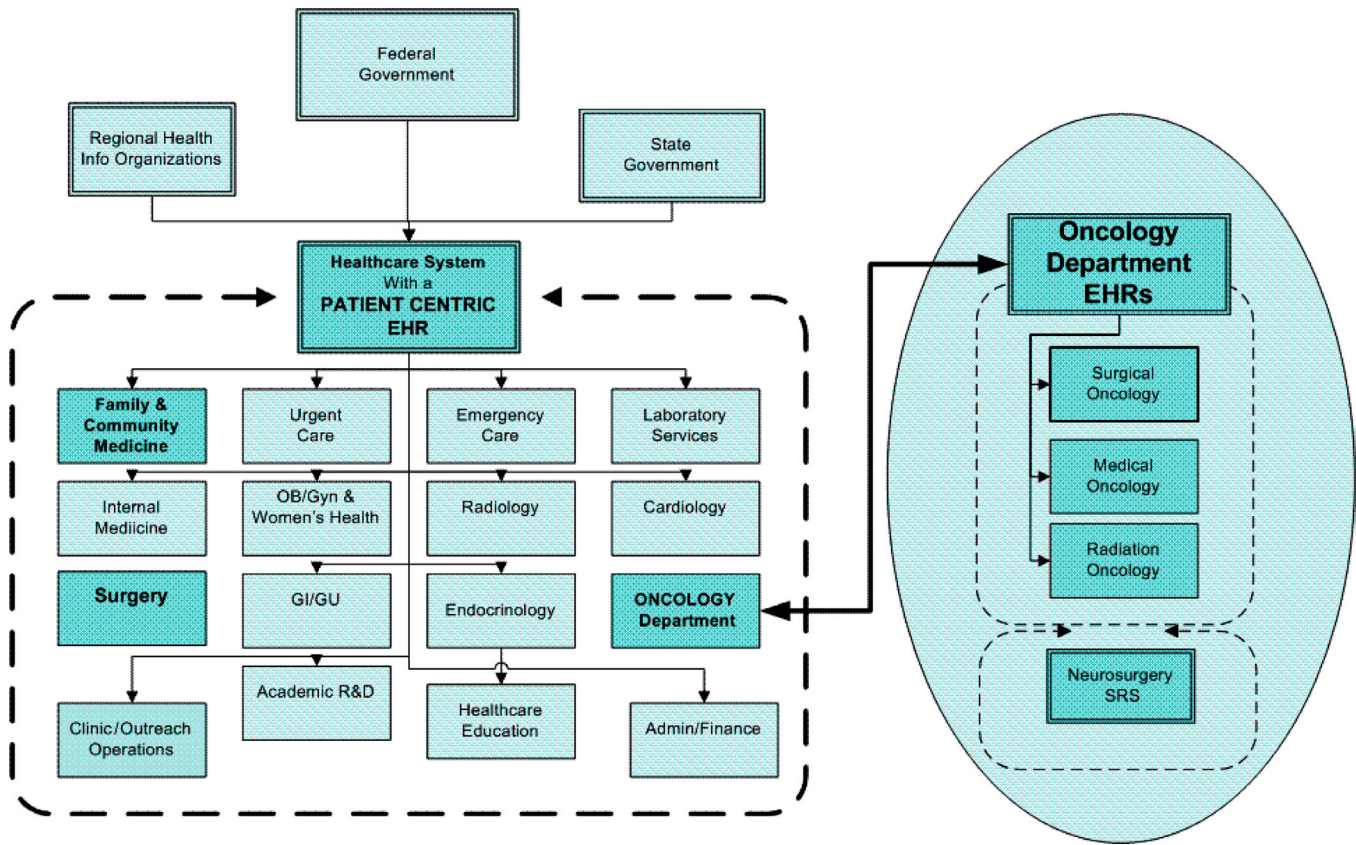 Federal
Government
Regional Health
Info Organizations
State
Government
Healthcare System
With a
PATIENT CENTRIC
EHR
Family &
Community
Medicine
Urgent
Care
Emergency
Care
Laboratory
Services
Internal
Mediicine
OB/Gyn &
Women's Health
Radiology
Cardiology
Surgery
GI/GU
Endocrinology
ONCOLOGY
Department
Clinic/Outreach
Operations
Academic R&D
Healthcare
Education
Admin/Finance
Oncology
Department
EHRs
Surgical
Oncology
Medical
Oncology
Radiation
Oncology
Neurosurgery
SRS